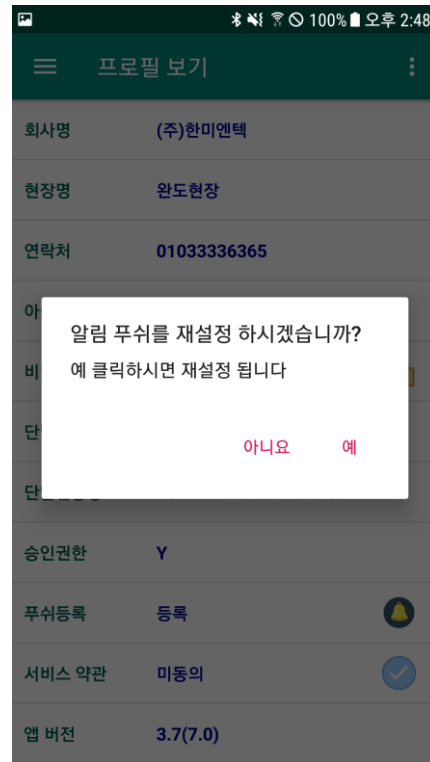 100% 오후 2:48
프로필 보기
회사명 (주)한미엔텍
현장명 완도현장
연락처 01033336365
알림 푸쉬를 재설정 하시겠습니까?
예 클릭하시면 재설정 됩니다
아니요 예
승인권한 Y
푸쉬등록 등록
서비스 약관 미동의
앱 버전 3.7(7.0)